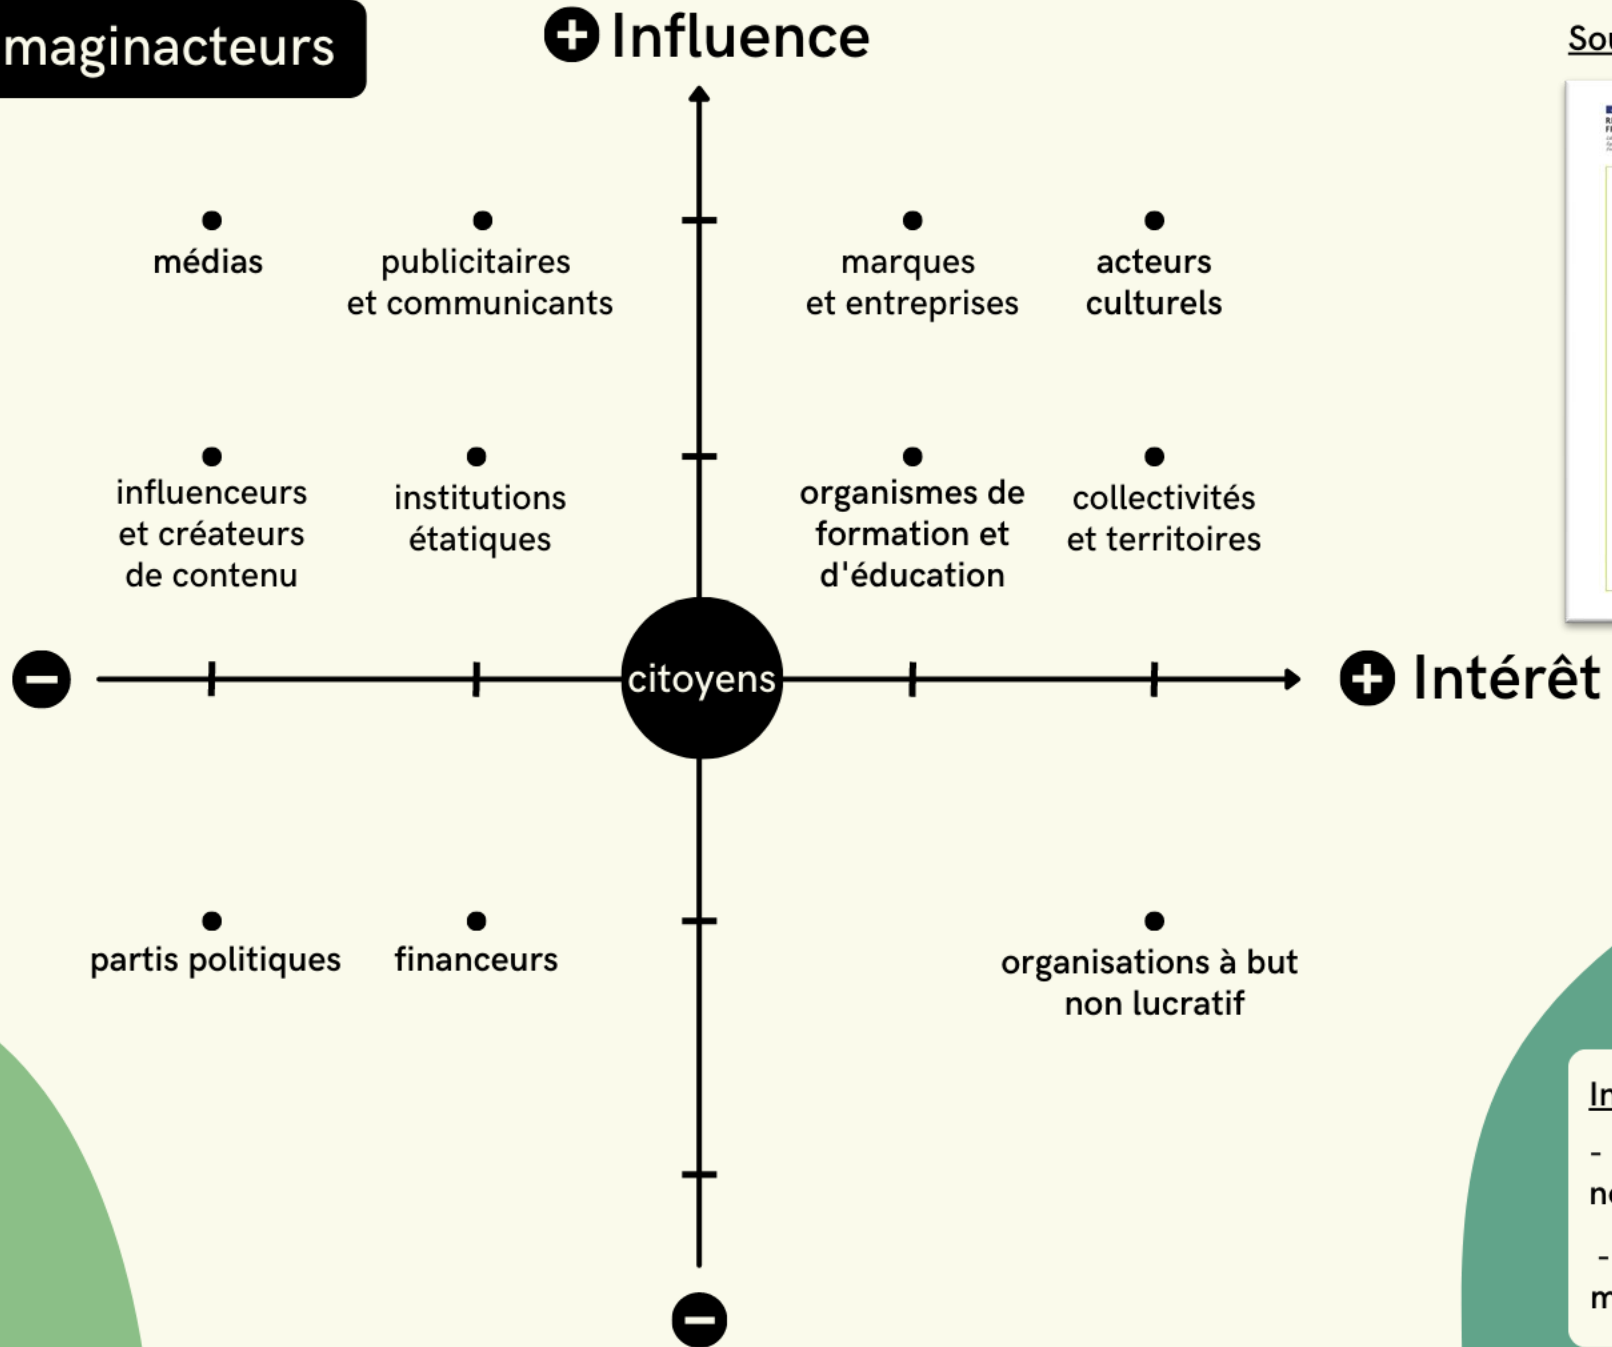 maginacteurs
Influence
médias
publicitaires
et communicants
marques
et entreprises
acteurs
culturels
influenceurs
et créateurs
de contenu
institutions
étatiques
organismes de
formation et
d'éducation
collectivités
et territoires
citoyens
Intérêt
partis politiques
financeurs
organisations à but
non lucratif